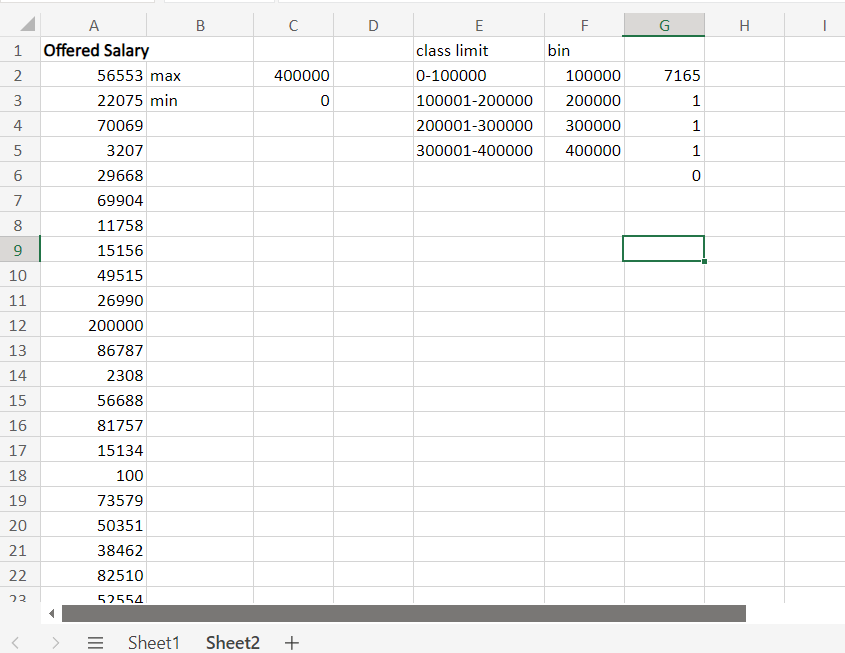 A B C D E F G H I
1 Offered Salary class limit bin
2 56553 max 400000 0-100000 100000 7165
3 22075 min 0 100001-200000 200000 1
4 70069 200001-300000 300000 1
5 3207 300001-400000 400000 1
6 29668 0
7 69904
8 11758
9 15156
10 49515
11 26990
12 200000
13 86787
14 2308
15 56688
16 81757
17 15134
18 100
19 73579
20 50351
21 38462
22 82510
23 52554
Sheet1 Sheet2